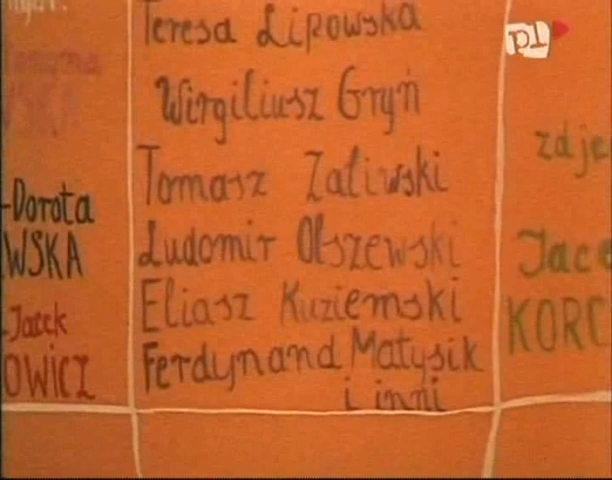 SKA
-Dorota
WSKA
-Jacek
OWICZ
Teresa Lipowska
Wirgiliusz Gryń
Tomasz Zaliwski
Ludomir Olszewski
Eliasz Kuziemski
Ferdynand Matysik
i inni
zdję
Jace
KORC